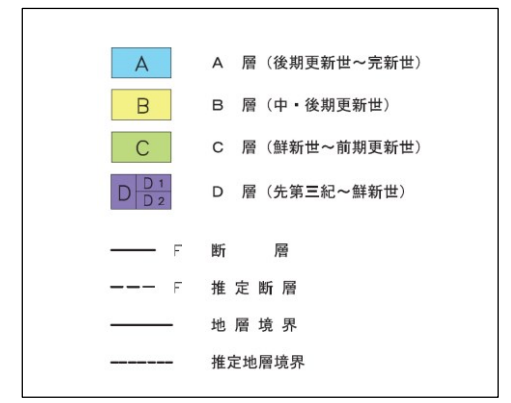 A A 層（後期更新世～完新世）
B B 層（中・後期更新世）
C C 層（鮮新世～前期更新世）
D D1 D2 D 層（先第三紀～鮮新世）
F 断層
F 推定断層
地層境界
推定地層境界